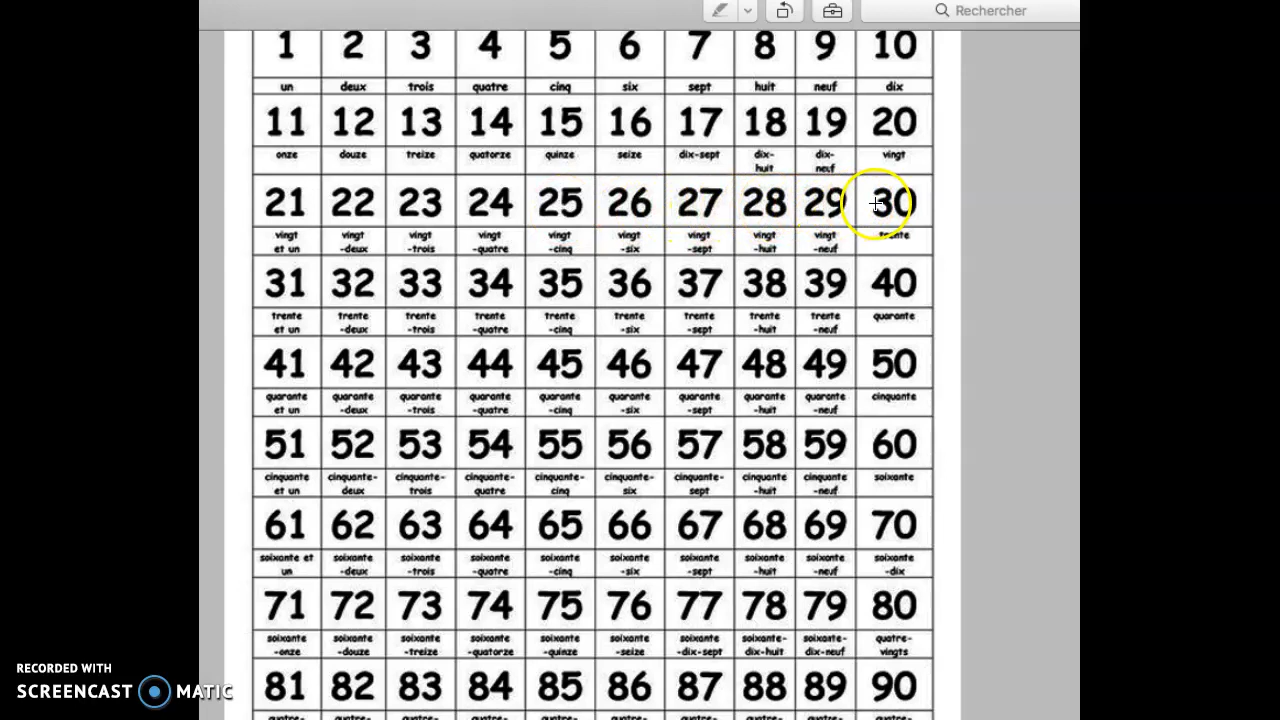 Rechercher
1 2 3 4 5 6 7 8 9 10
un deux trois quatre cinq six sept huit neuf dix
11 12 13 14 15 16 17 18 19 20
onze douze treize quatorze quinze seize dix-sept dix- dix- vingt
huit neuf
21 22 23 24 25 26 27 28 29 30
vingt vingt vingt vingt vingt vingt vingt vingt vingt trente
et un -deux -trois -quatre -cinq -six -sept -huit -neuf
31 32 33 34 35 36 37 38 39 40
trente trente trente trente trente trente trente trente trente quarante
et un -deux -trois -quatre -cinq -six -sept -huit -neuf
41 42 43 44 45 46 47 48 49 50
quarante quarante quarante quarante quarante quarante quarante quarante quarante cinquante
et un -deux -trois -quatre -cinq -six -sept -huit -neuf
51 52 53 54 55 56 57 58 59 60
cinquante cinquante- cinquante- cinquante- cinquante- cinquante- cinquante- cinquante cinquante soixante
et un deux trois quatre cinq six sept -huit -neuf
61 62 63 64 65 66 67 68 69 70
soixante et soixante soixante soixante soixante soixante soixante soixante soixante soixante
un -deux -trois -quatre -cinq -six -sept -huit -neuf -dix
71 72 73 74 75 76 77 78 79 80
soixante soixante soixante soixante soixante soixante soixante soixante- soixante- quatre-
-onze -douze -treize -quatorze -quinze -seize -dix-sept dix-huit dix-neuf vingts
81 82 83 84 85 86 87 88 89 90
RECORDED WITH
SCREENCAST MATIC